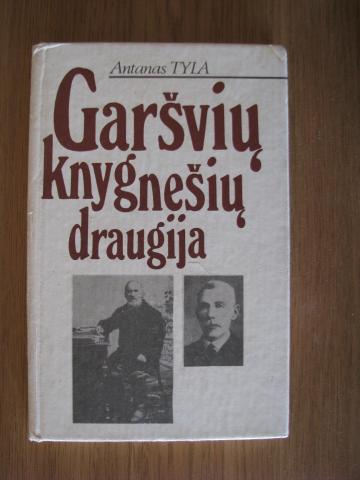 Antanas TYLA
Garšvių
knygnešių
draugija